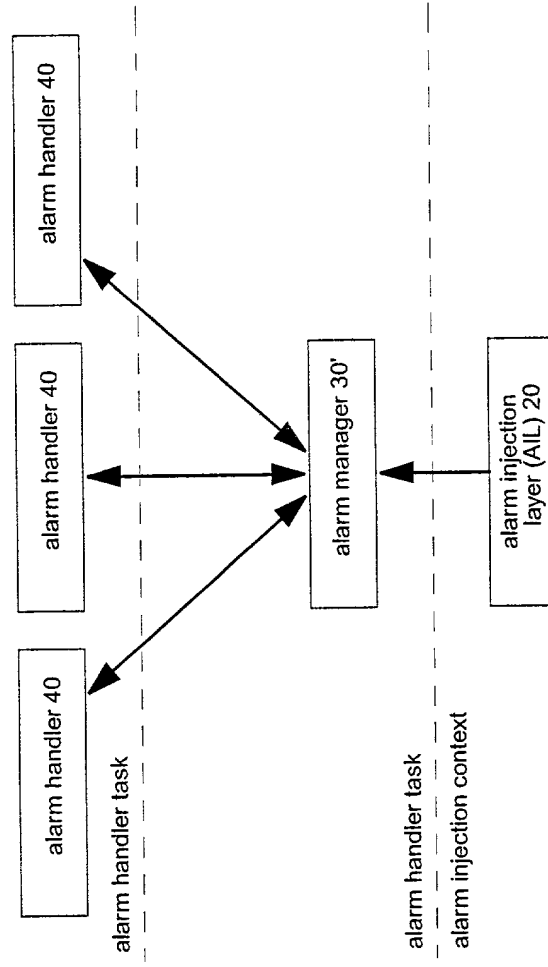 alarm handler 40
alarm handler 40
alarm handler 40
alarm handler task
alarm manager 30'
alarm handler task
alarm injection context
alarm injection
layer (AIL) 20